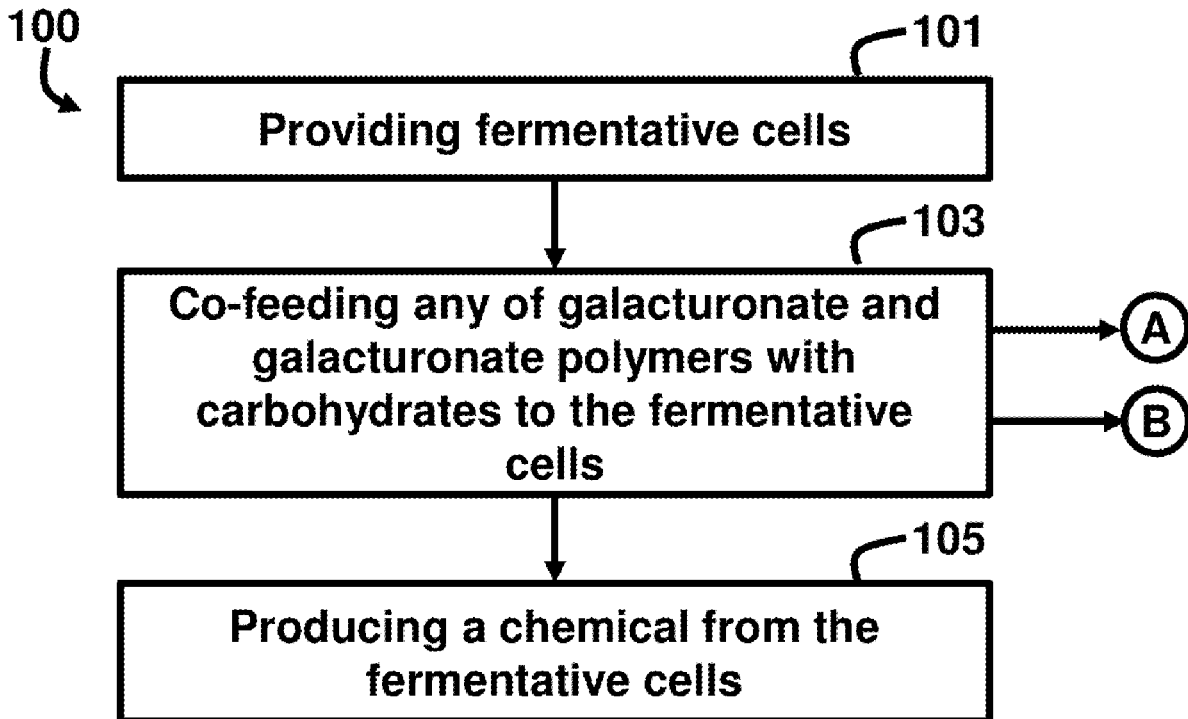 100
101
Providing fermentative cells
103
Co-feeding any of galacturonate and
galacturonate polymers with
carbohydrates to the fermentative
cells
A
B
105
Producing a chemical from the
fermentative cells